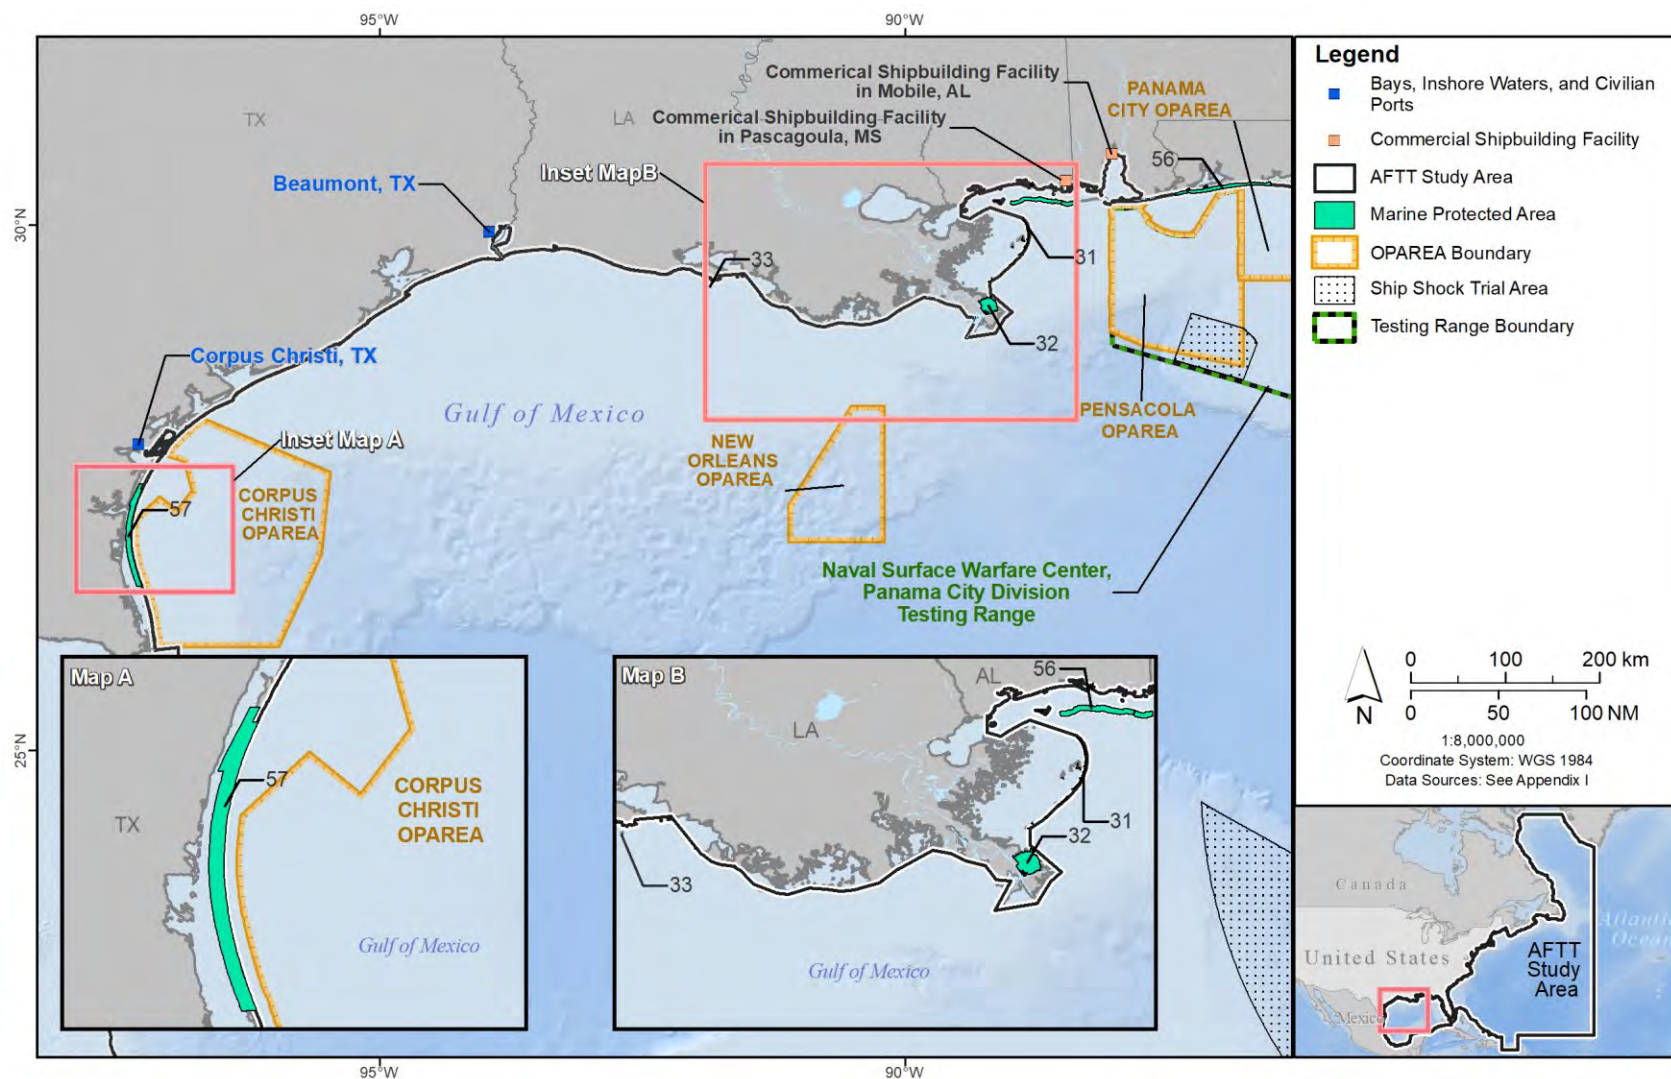 95°W
90°W
30°N
25°N
TX
LA
Commerical Shipbuilding Facility
in Mobile, AL
Commerical Shipbuilding Facility
in Pascagoula, MS
PANAMA
CITY OPAREA
56
Inset MapB
Beaumont, TX
33
31
32
Corpus Christi, TX
Gulf of Mexico
Inset Map A
CORPUS
CHRISTI
OPAREA
57
NEW
ORLEANS
OPAREA
PENSACOLA
OPAREA
Naval Surface Warfare Center,
Panama City Division
Testing Range
Map A
TX
57
CORPUS
CHRISTI
OPAREA
Gulf of Mexico
Map B
AL
56
LA
31
32
33
Gulf of Mexico
95°W
90°W
Legend
Bays, Inshore Waters, and Civilian
Ports
Commercial Shipbuilding Facility
AFTT Study Area
Marine Protected Area
OPAREA Boundary
Ship Shock Trial Area
Testing Range Boundary
N
0 100 200 km
0 50 100 NM
1:8,000,000
Coordinate System: WGS 1984
Data Sources: See Appendix I
Canada
United States
Mexico
AFTT
Study
Area